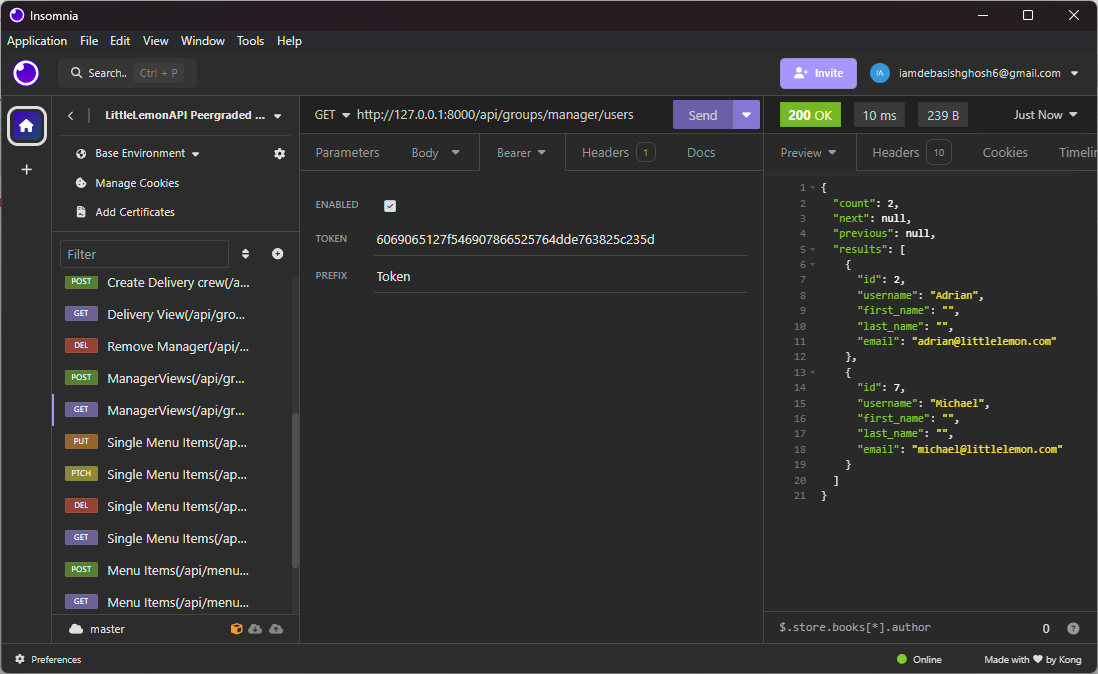 Insomnia
Application File Edit View Window Tools Help
Search.. Ctrl + P
Invite
IA
iamdebasishghosh6@gmail.com
LittleLemonAPI Peergraded ...
Base Environment
Manage Cookies
Add Certificates
Filter
POST Create Delivery crew(/a...
GET Delivery View(/api/gro...
DEL Remove Manager(/api/...
POST ManagerViews(/api/gr...
GET ManagerViews(/api/gr...
PUT Single Menu Items(/ap...
PTCH Single Menu Items(/ap...
DEL Single Menu Items(/ap...
GET Single Menu Items(/ap...
POST Menu Items(/api/menu...
GET Menu Items(/api/menu...
master
Preferences
GET http://127.0.0.1:8000/api/groups/manager/users Send
Parameters Body Bearer Headers 1 Docs
ENABLED
TOKEN 6069065127f546907866525764dde763825c235d
PREFIX Token
200 OK 10 ms 239 B Just Now
Preview Headers 10 Cookies Timelin
1 {
2 "count": 2,
3 "next": null,
4 "previous": null,
5 "results": [
6 {
7 "id": 2,
8 "username": "Adrian",
9 "first_name": "",
10 "last_name": "",
11 "email": "adrian@littlelemon.com"
12 },
13 {
14 "id": 7,
15 "username": "Michael",
16 "first_name": "",
17 "last_name": "",
18 "email": "michael@littlelemon.com"
19 }
20 ]
21 }
$.store.books[*].author 0 ?
Online
Made with ♥ by Kong